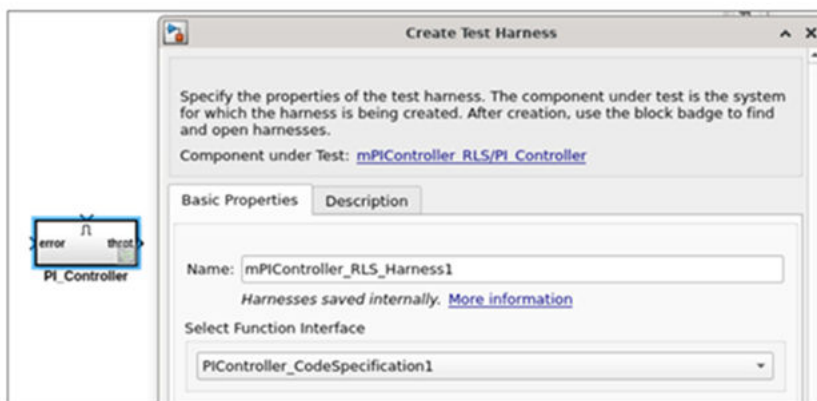 Create Test Harness
Specify the properties of the test harness. The component under test is the system
for which the harness is being created. After creation, use the block badge to find
and open harnesses.
Component under Test: mPIController_RLS/PI_Controller
Basic Properties
Description
error
throt
PI_Controller
Name: mPIController_RLS_Harness1
Harnesses saved internally. More information
Select Function Interface
PIController_CodeSpecification1